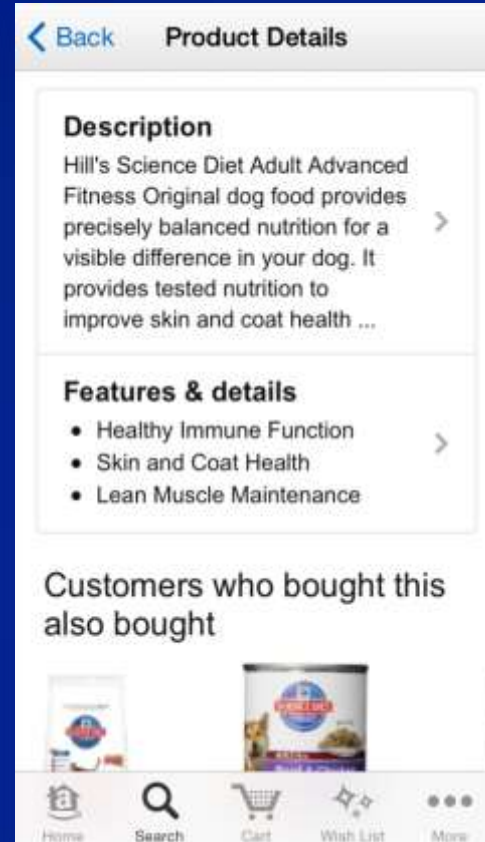 Back Product Details
Description
Hill's Science Diet Adult Advanced
Fitness Original dog food provides
precisely balanced nutrition for a
visible difference in your dog. It
provides tested nutrition to
improve skin and coat health ...
Features & details
• Healthy Immune Function
• Skin and Coat Health
• Lean Muscle Maintenance
Customers who bought this
also bought
Home Search Cart Wish List More